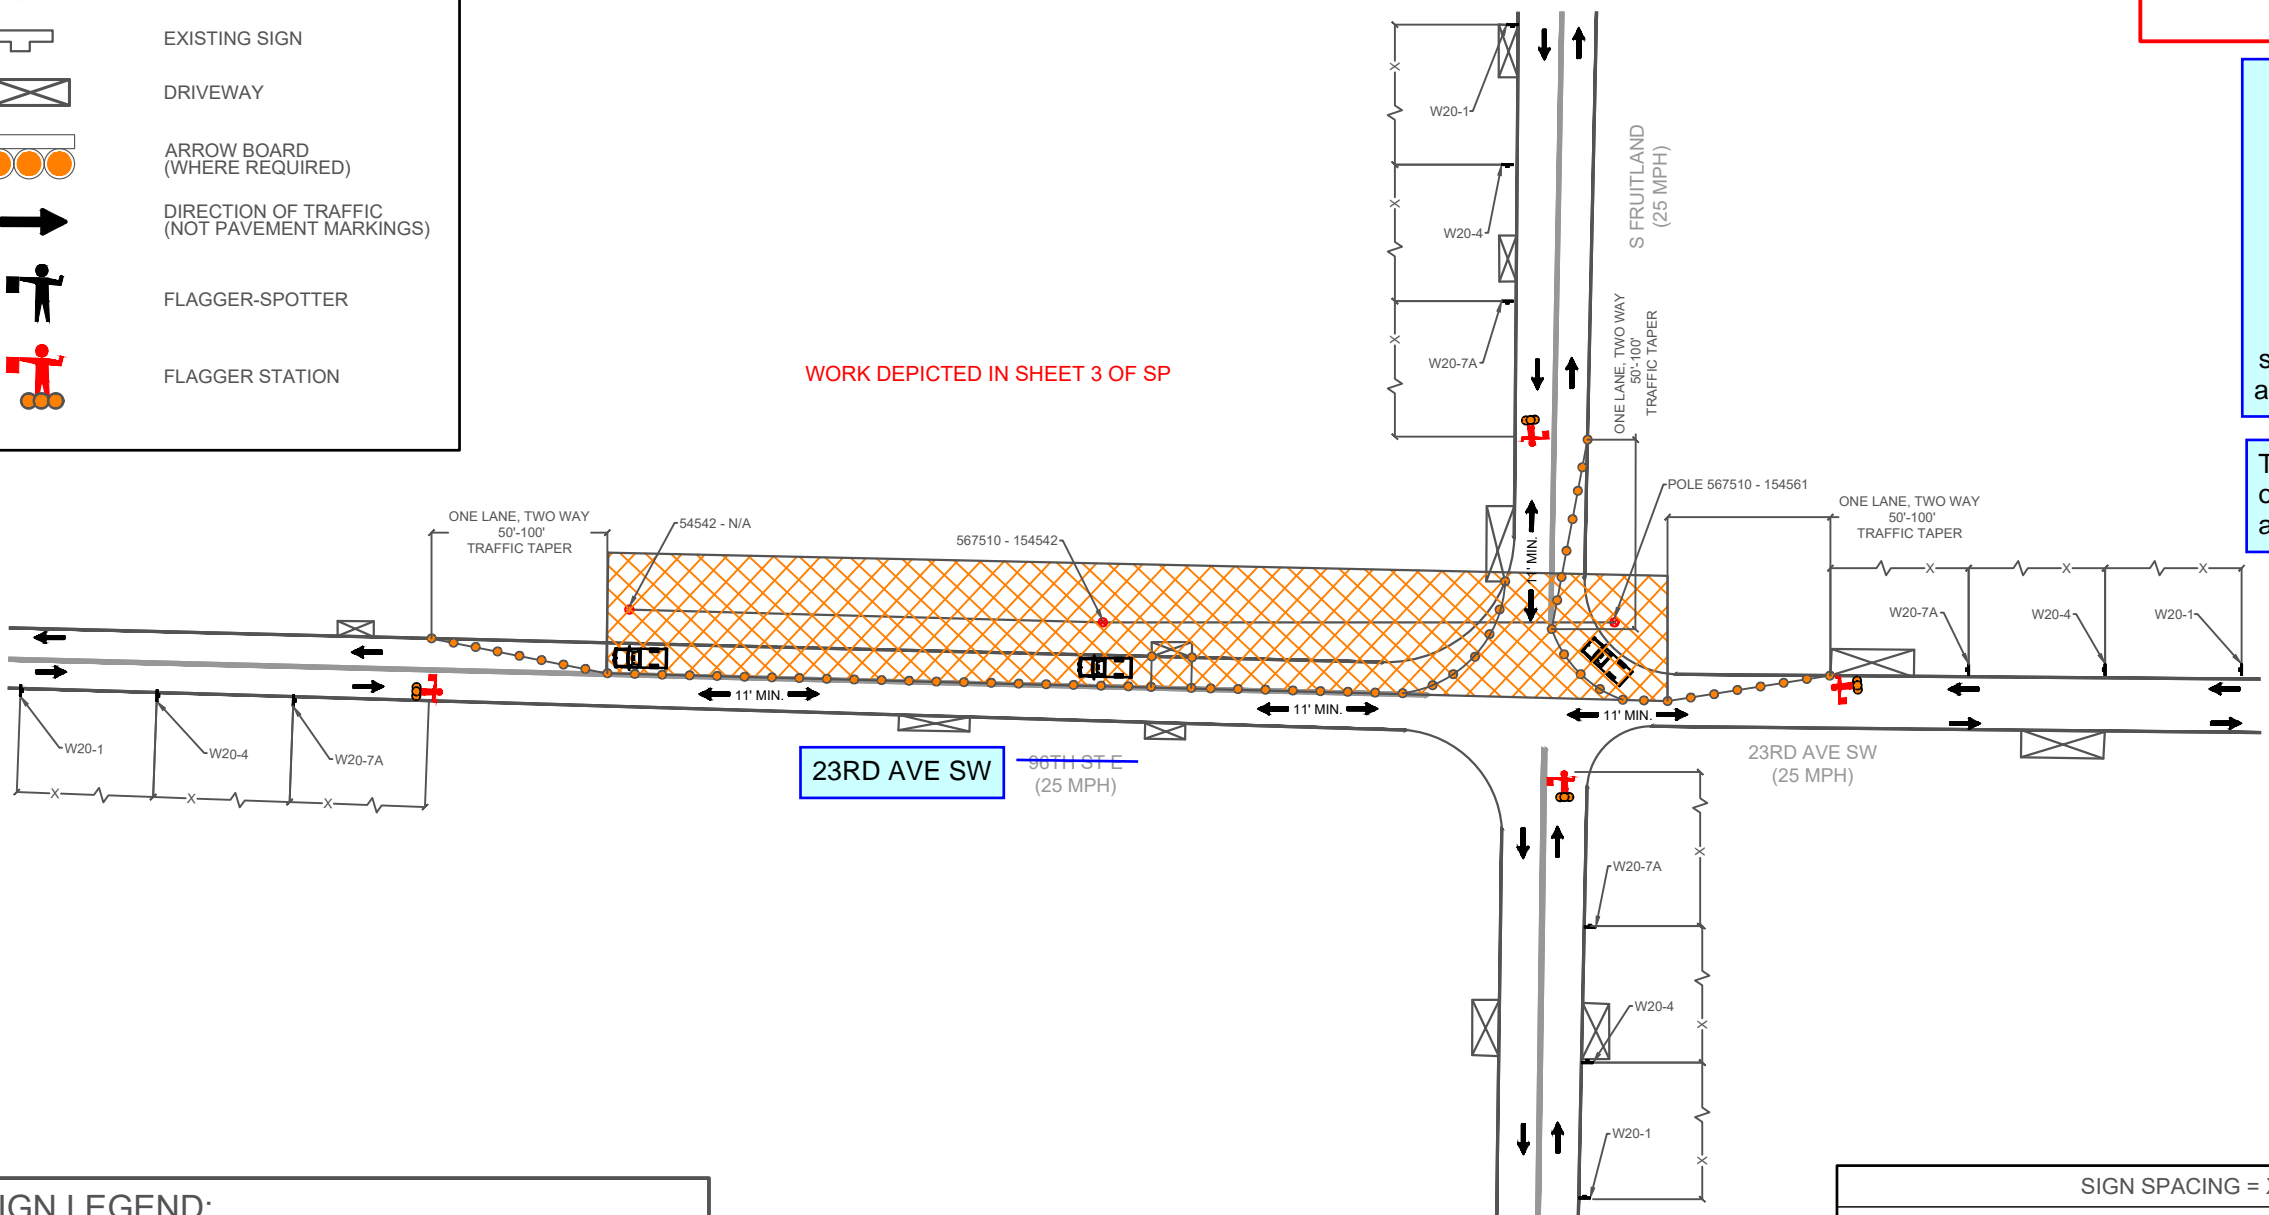 EXISTING SIGN
DRIVEWAY
ARROW BOARD
(WHERE REQUIRED)
DIRECTION OF TRAFFIC
(NOT PAVEMENT MARKINGS)
FLAGGER-SPOTTER
FLAGGER STATION
WORK DEPICTED IN SHEET 3 OF SP
X
W20-1
X
W20-4
X
W20-7A
S FRUITLAND
(25 MPH)
ONE LANE, TWO WAY
50'-100'
TRAFFIC TAPER
ONE LANE, TWO WAY
50'-100'
TRAFFIC TAPER
54542 - N/A
567510 - 154542
11' MIN.
POLE 567510 - 154561
ONE LANE, TWO WAY
50'-100'
TRAFFIC TAPER
X
X
X
W20-7A
W20-4
W20-1
11' MIN.
11' MIN.
11' MIN.
W20-1
W20-4
W20-7A
X
X
X
23RD AVE SW
96TH ST E
(25 MPH)
23RD AVE SW
(25 MPH)
X
W20-7A
W20-4
X
W20-1
X
IGN LEGEND:
SIGN SPACING = X